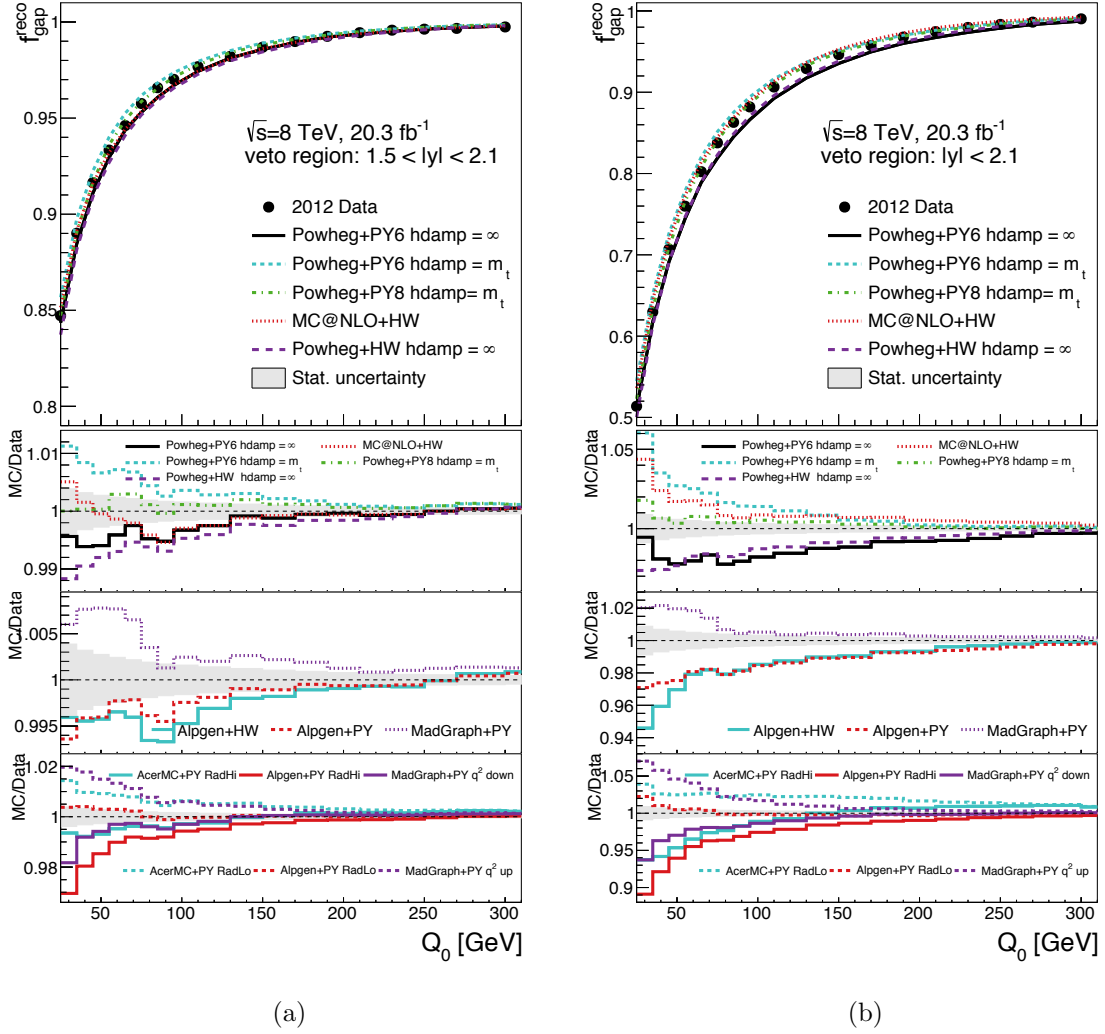 f_gap^reco
1
0.95
0.9
0.85
0.8
√s=8 TeV, 20.3 fb⁻¹
veto region: 1.5 < |y| < 2.1
2012 Data
Powheg+PY6 hdamp = ∞
Powheg+PY6 hdamp = m_t
Powheg+PY8 hdamp= m_t
MC@NLO+HW
Powheg+HW hdamp = ∞
Stat. uncertainty
MC/Data
1.01
1
0.99
Powheg+PY6 hdamp = ∞
MC@NLO+HW
Powheg+PY6 hdamp = m_t
Powheg+PY8 hdamp = m_t
Powheg+HW hdamp = ∞
MC/Data
1.005
1
0.995
Alpgen+HW
Alpgen+PY
MadGraph+PY
MC/Data
1.02
1
0.98
AcerMC+PY RadHi
Alpgen+PY RadHi
MadGraph+PY q² down
AcerMC+PY RadLo
Alpgen+PY RadLo
MadGraph+PY q² up
50 100 150 200 250 300
Q₀ [GeV]
(a)
f_gap^reco
1
0.9
0.8
0.7
0.6
0.5
√s=8 TeV, 20.3 fb⁻¹
veto region: |y| < 2.1
2012 Data
Powheg+PY6 hdamp = ∞
Powheg+PY6 hdamp = m_t
Powheg+PY8 hdamp= m_t
MC@NLO+HW
Powheg+HW hdamp = ∞
Stat. uncertainty
MC/Data
1.05
1
Powheg+PY6 hdamp = ∞
MC@NLO+HW
Powheg+PY6 hdamp = m_t
Powheg+PY8 hdamp = m_t
Powheg+HW hdamp = ∞
MC/Data
1.02
1
0.98
0.96
0.94
Alpgen+HW
Alpgen+PY
MadGraph+PY
MC/Data
1.05
1
0.95
0.9
AcerMC+PY RadHi
Alpgen+PY RadHi
MadGraph+PY q² down
AcerMC+PY RadLo
Alpgen+PY RadLo
MadGraph+PY q² up
50 100 150 200 250 300
Q₀ [GeV]
(b)